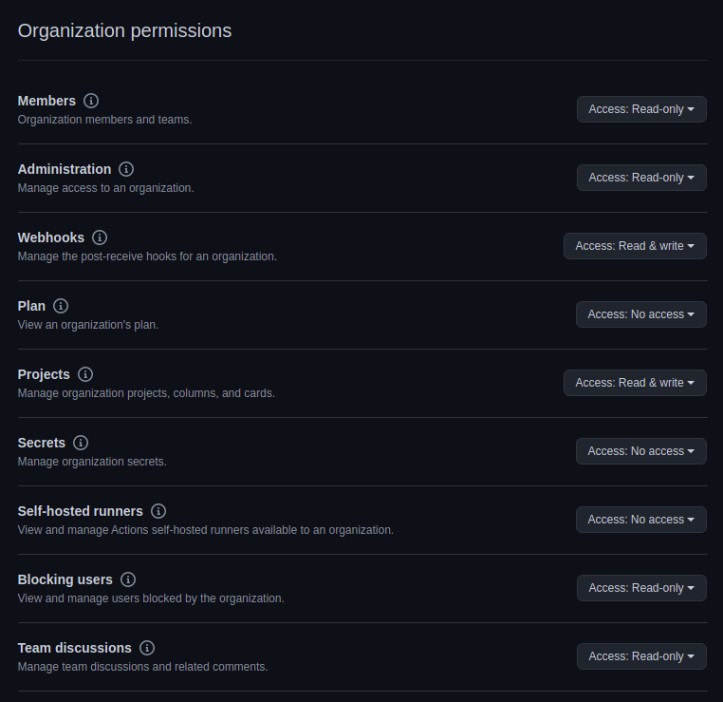 Organization permissions
Members
Organization members and teams.
Access: Read-only
Administration
Manage access to an organization.
Access: Read-only
Webhooks
Manage the post-receive hooks for an organization.
Access: Read & write
Plan
View an organization's plan.
Access: No access
Projects
Manage organization projects, columns, and cards.
Access: Read & write
Secrets
Manage organization secrets.
Access: No access
Self-hosted runners
View and manage Actions self-hosted runners available to an organization.
Access: No access
Blocking users
View and manage users blocked by the organization.
Access: Read-only
Team discussions
Manage team discussions and related comments.
Access: Read-only